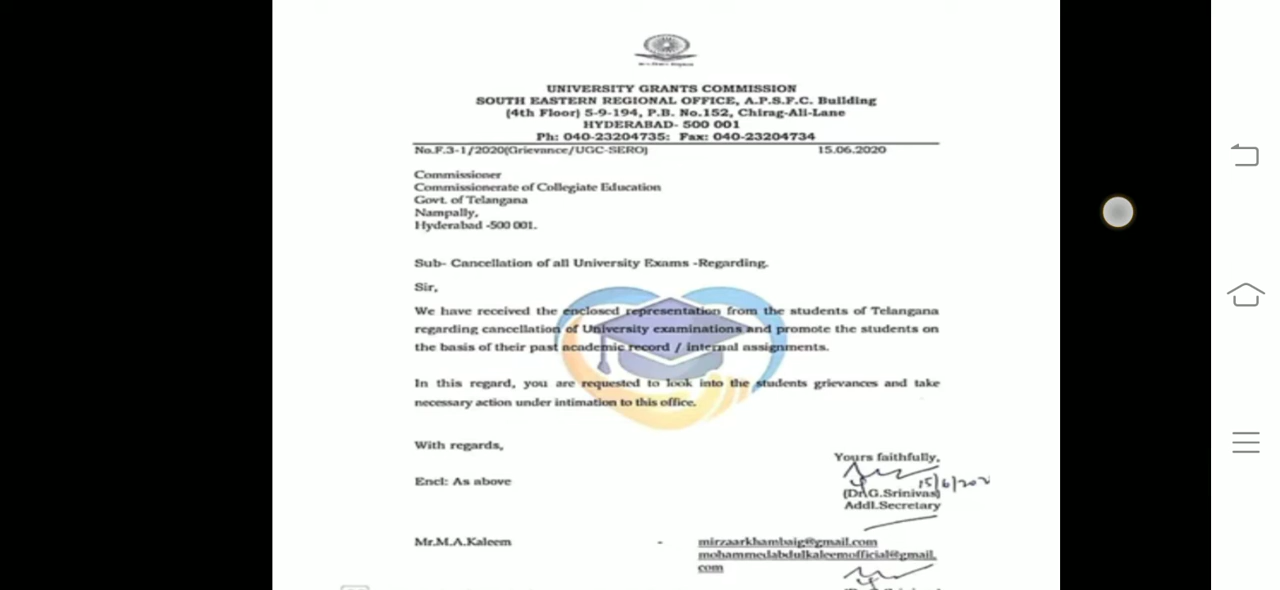 UNIVERSITY GRANTS COMMISSION
SOUTH EASTERN REGIONAL OFFICE, A.P.S.F.C. Building
(4th Floor) 5-9-194, P.B. No.152, Chirag-Ali-Lane
HYDERABAD- 500 001
Ph: 040-23204735: Fax: 040-23204734
No.F.3-1/2020(Grievance/UGC-SERO) 15.06.2020
Commissioner
Commissionerate of Collegiate Education
Govt. of Telangana
Nampally,
Hyderabad -500 001.
Sub- Cancellation of all University Exams -Regarding.
Sir,
We have received the enclosed representation from the students of Telangana
regarding cancellation of University examinations and promote the students on
the basis of their past academic record / internal assignments.
In this regard, you are requested to look into the students grievances and take
necessary action under intimation to this office.
With regards,
Yours faithfully,
15/6/202
Encl: As above
(Dr.G.Srinivas)
Addl.Secretary
Mr.M.A.Kaleem - mirzaarkhambaig@gmail.com
mohammedabdulkaleemofficial@gmail.
com